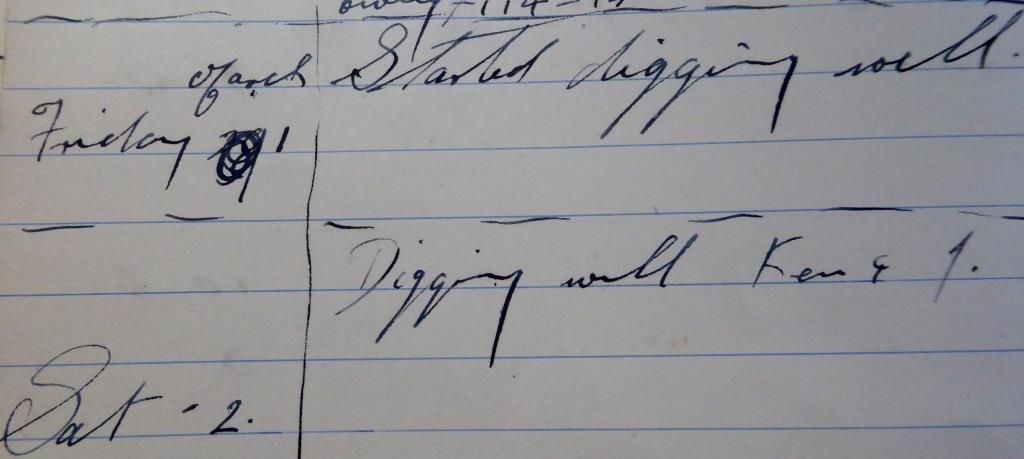 March Started digging well.
Friday 1
Digging well Ken & I.
Sat - 2.